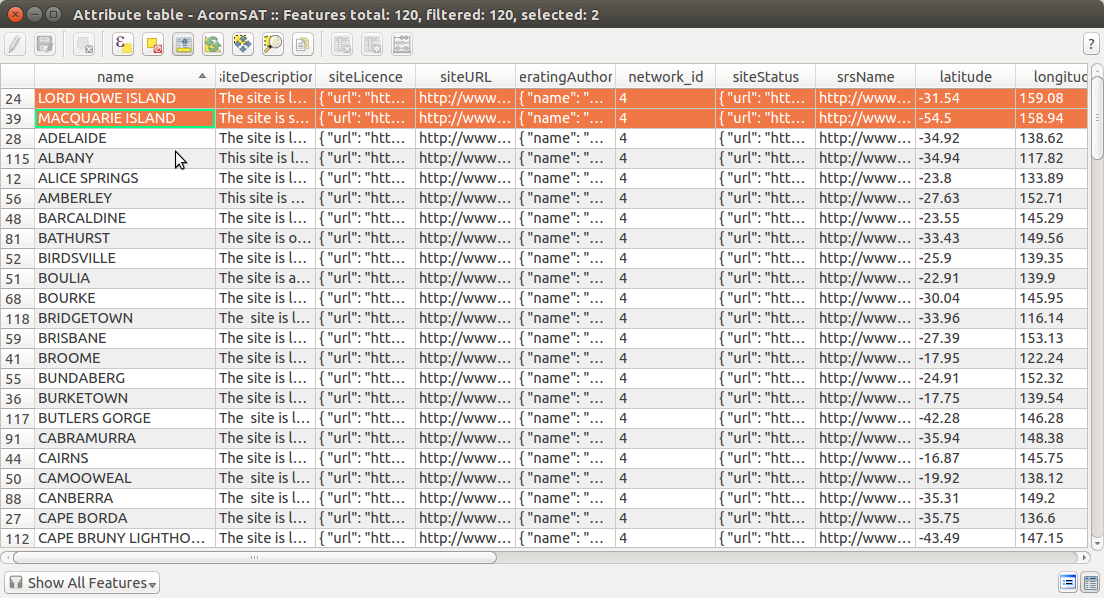 Attribute table - AcornSAT :: Features total: 120, filtered: 120, selected: 2
?
name siteDescription siteLicence siteURL eratingAuthor network_id siteStatus srsName latitude longitud
24 LORD HOWE ISLAND The site is l... { "url": "htt... http://www... { "name": "... 4 { "url": "htt... http://www... -31.54 159.08
39 MACQUARIE ISLAND The site is s... { "url": "htt... http://www... { "name": "... 4 { "url": "htt... http://www... -54.5 158.94
28 ADELAIDE The site is l... { "url": "htt... http://www... { "name": "... 4 { "url": "htt... http://www... -34.92 138.62
115 ALBANY This site is l... { "url": "htt... http://www... { "name": "... 4 { "url": "htt... http://www... -34.94 117.82
12 ALICE SPRINGS The site is l... { "url": "htt... http://www... { "name": "... 4 { "url": "htt... http://www... -23.8 133.89
56 AMBERLEY This site is ... { "url": "htt... http://www... { "name": "... 4 { "url": "htt... http://www... -27.63 152.71
48 BARCALDINE The site is l... { "url": "htt... http://www... { "name": "... 4 { "url": "htt... http://www... -23.55 145.29
81 BATHURST The site is o... { "url": "htt... http://www... { "name": "... 4 { "url": "htt... http://www... -33.43 149.56
52 BIRDSVILLE The site is l... { "url": "htt... http://www... { "name": "... 4 { "url": "htt... http://www... -25.9 139.35
51 BOULIA The site is a... { "url": "htt... http://www... { "name": "... 4 { "url": "htt... http://www... -22.91 139.9
68 BOURKE The site is l... { "url": "htt... http://www... { "name": "... 4 { "url": "htt... http://www... -30.04 145.95
118 BRIDGETOWN The  site is l... { "url": "htt... http://www... { "name": "... 4 { "url": "htt... http://www... -33.96 116.14
59 BRISBANE The site is l... { "url": "htt... http://www... { "name": "... 4 { "url": "htt... http://www... -27.39 153.13
41 BROOME The site is l... { "url": "htt... http://www... { "name": "... 4 { "url": "htt... http://www... -17.95 122.24
55 BUNDABERG The site is l... { "url": "htt... http://www... { "name": "... 4 { "url": "htt... http://www... -24.91 152.32
36 BURKETOWN The site is l... { "url": "htt... http://www... { "name": "... 4 { "url": "htt... http://www... -17.75 139.54
117 BUTLERS GORGE The  site is l... { "url": "htt... http://www... { "name": "... 4 { "url": "htt... http://www... -42.28 146.28
91 CABRAMURRA The  site is l... { "url": "htt... http://www... { "name": "... 4 { "url": "htt... http://www... -35.94 148.38
44 CAIRNS The site is l... { "url": "htt... http://www... { "name": "... 4 { "url": "htt... http://www... -16.87 145.75
50 CAMOOWEAL The  site is l... { "url": "htt... http://www... { "name": "... 4 { "url": "htt... http://www... -19.92 138.12
88 CANBERRA The  site is l... { "url": "htt... http://www... { "name": "... 4 { "url": "htt... http://www... -35.31 149.2
27 CAPE BORDA The site is l... { "url": "htt... http://www... { "name": "... 4 { "url": "htt... http://www... -35.75 136.6
112 CAPE BRUNY LIGHTHO... The site is l... { "url": "htt... http://www... { "name": "... 4 { "url": "htt... http://www... -43.49 147.15
Show All Features